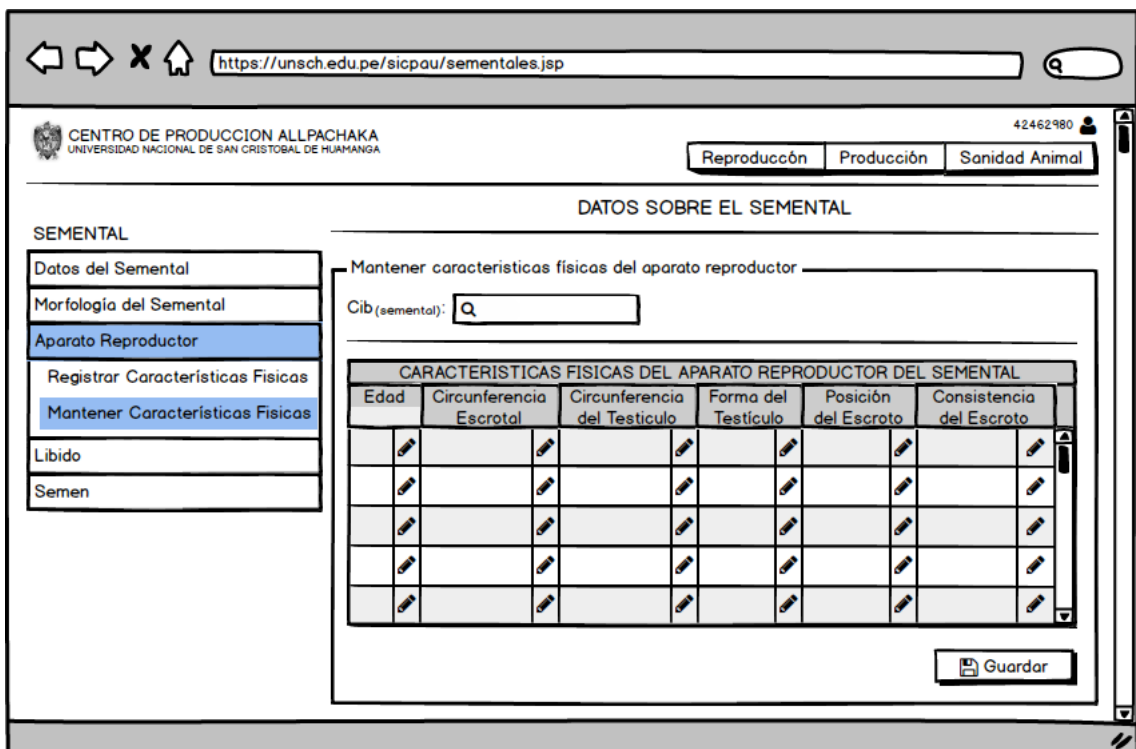 https://unsch.edu.pe/sicpau/sementales.jsp
CENTRO DE PRODUCCION ALLPACHAKA
UNIVERSIDAD NACIONAL DE SAN CRISTOBAL DE HUAMANGA
42462980
Reproduccón Producción Sanidad Animal
DATOS SOBRE EL SEMENTAL
SEMENTAL
Datos del Semental
Morfología del Semental
Aparato Reproductor
Registrar Características Fisicas
Mantener Características Fisicas
Libido
Semen
Mantener caracteristicas físicas del aparato reproductor
Cib (semental):
CARACTERISTICAS FISICAS DEL APARATO REPRODUCTOR DEL SEMENTAL
Edad Circunferencia Circunferencia Forma del Posición Consistencia
Escrotal del Testiculo Testículo del Escroto del Escroto
Guardar